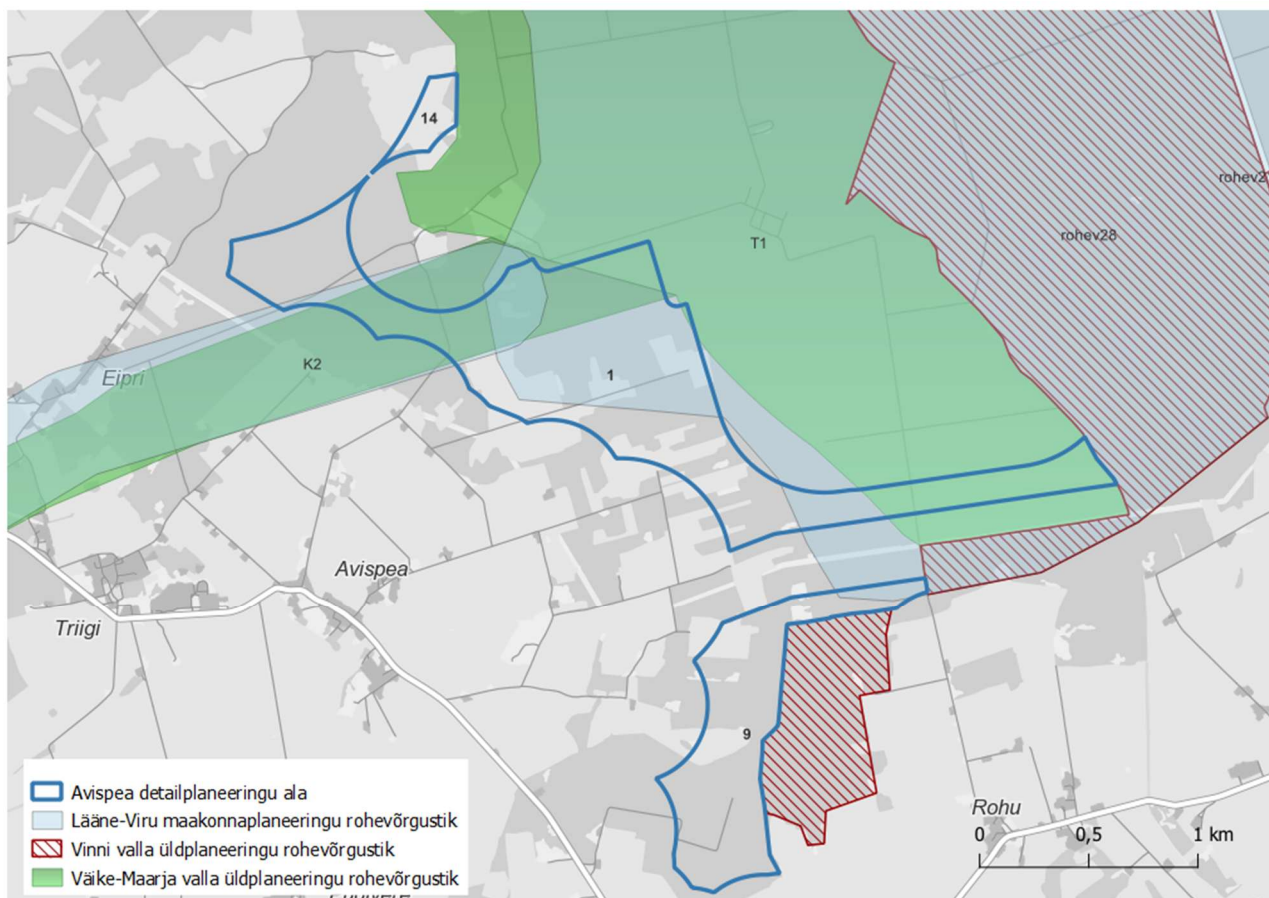 14
rohev2
rohev28
T1
K2
Eipri
1
Avispea
Triigi
9
Rohu
0 0,5 1 km
Avispea detailplaneeringu ala
Lääne-Viru maakonnaplaneeringu rohevõrgustik
Vinni valla üldplaneeringu rohevõrgustik
Väike-Maarja valla üldplaneeringu rohevõrgustik